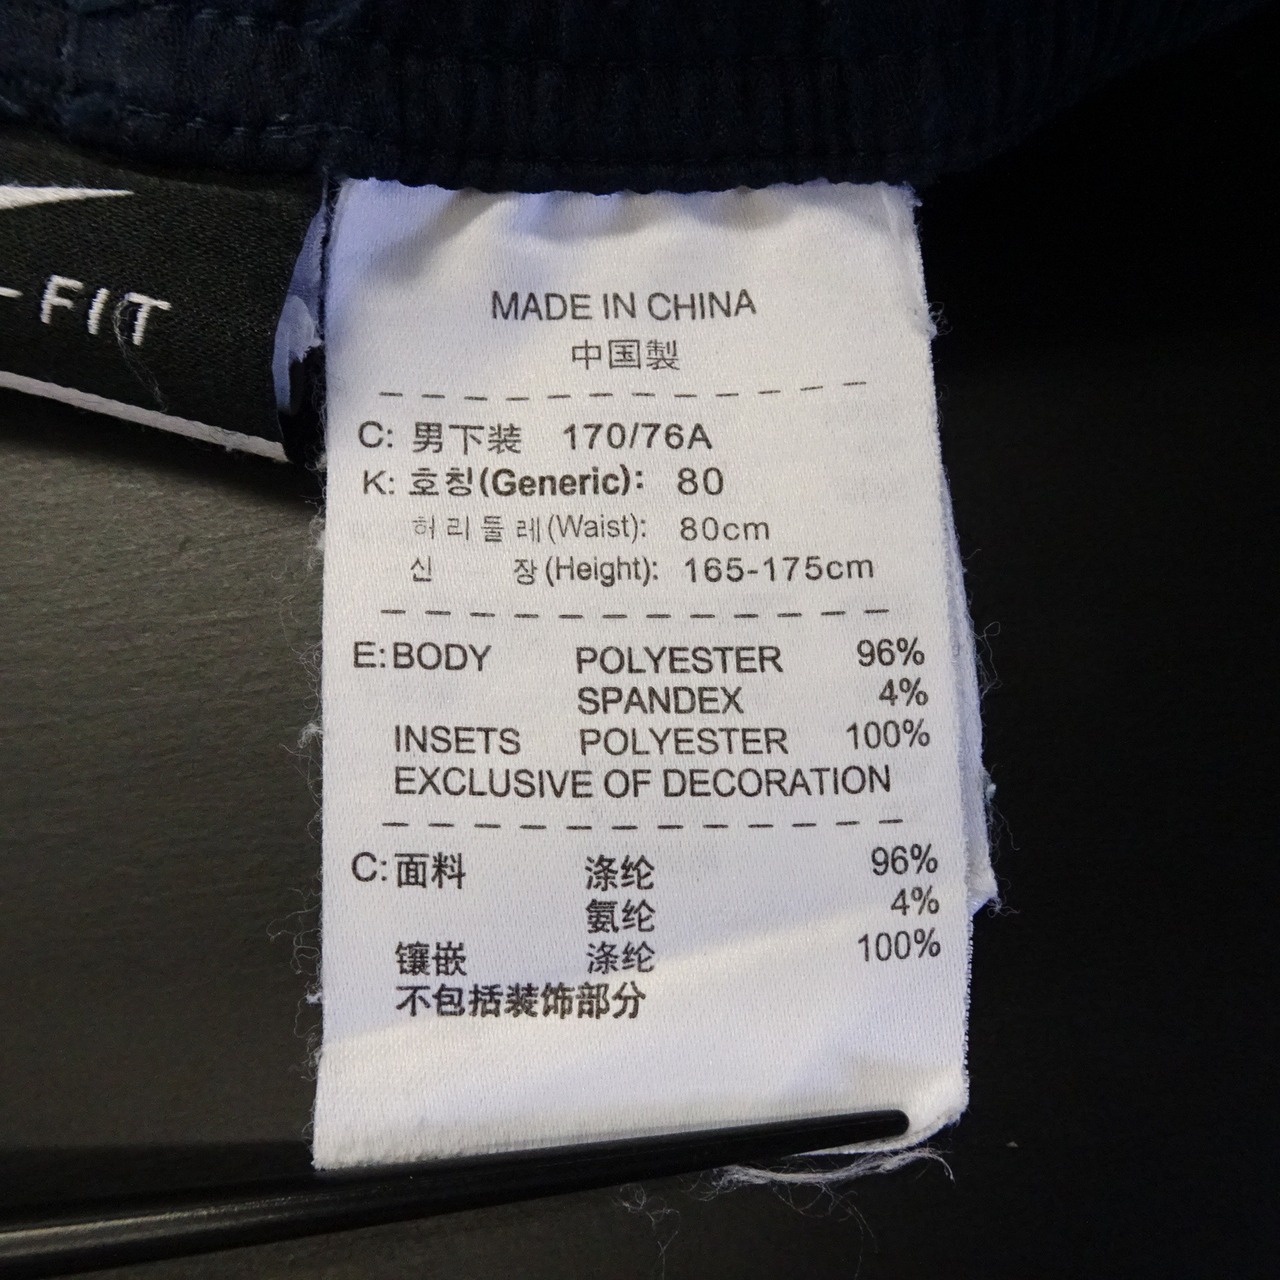 -FIT
MADE IN CHINA
中国製
C: 男下装 170/76A
K: 호칭(Generic): 80
허리둘레(Waist): 80cm
신 장(Height): 165-175cm
E: BODY POLYESTER 96%
SPANDEX 4%
INSETS POLYESTER 100%
EXCLUSIVE OF DECORATION
C: 面料 涤纶 96%
氨纶 4%
镶嵌 涤纶 100%
不包括装饰部分